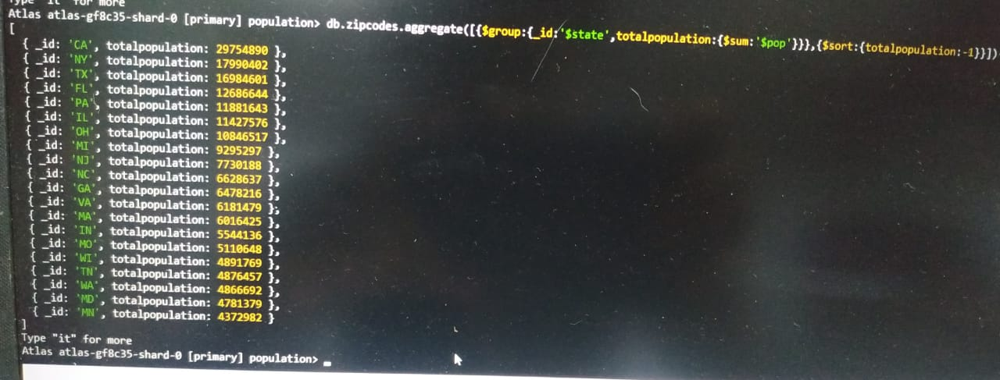 Type "it" for more
Atlas atlas-gf8c35-shard-0 [primary] population> db.zipcodes.aggregate([{$group:{_id:'$state',totalpopulation:{$sum:'$pop'}}},{$sort:{totalpopulation:-1}}])
[
{ _id: 'CA', totalpopulation: 29754890 },
{ _id: 'NY', totalpopulation: 17990402 },
{ _id: 'TX', totalpopulation: 16984601 },
{ _id: 'FL', totalpopulation: 12686644 },
{ _id: 'PA', totalpopulation: 11881643 },
{ _id: 'IL', totalpopulation: 11427576 },
{ _id: 'OH', totalpopulation: 10846517 },
{ _id: 'MI', totalpopulation: 9295297 },
{ _id: 'NJ', totalpopulation: 7730188 },
{ _id: 'NC', totalpopulation: 6628637 },
{ _id: 'GA', totalpopulation: 6478216 },
{ _id: 'VA', totalpopulation: 6181479 },
{ _id: 'MA', totalpopulation: 6016425 },
{ _id: 'IN', totalpopulation: 5544136 },
{ _id: 'MO', totalpopulation: 5110648 },
{ _id: 'WI', totalpopulation: 4891769 },
{ _id: 'TN', totalpopulation: 4876457 },
{ _id: 'WA', totalpopulation: 4866692 },
{ _id: 'MD', totalpopulation: 4781379 },
{ _id: 'MN', totalpopulation: 4372982 }
]
Type "it" for more
Atlas atlas-gf8c35-shard-0 [primary] population>